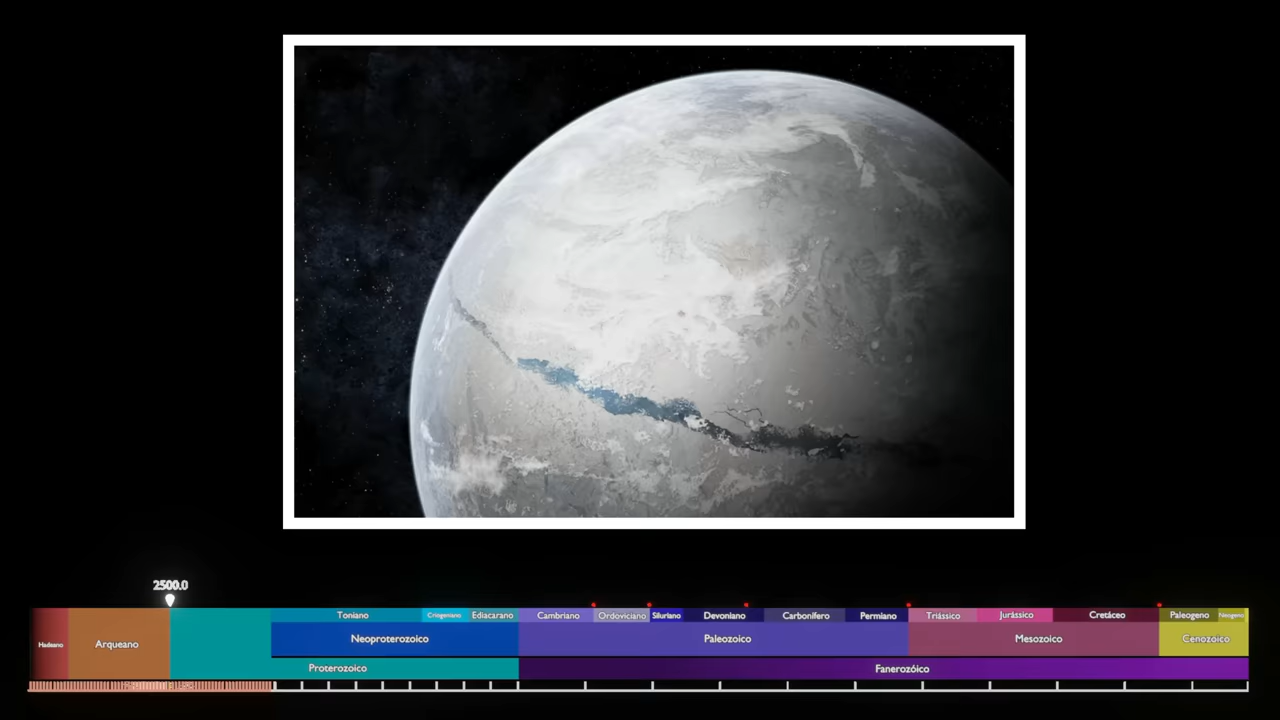 2500.0
Toniano Criogeniano Ediacarano Cambriano Ordoviciano Siluriano Devoniano Carbonífero Permiano Triássico Jurássico Cretáceo Paleogeno Neogeno
Hadeano Arqueano Neoproterozoico Paleozoico Mesozoico Cenozoico
Proterozoico Fanerozóico